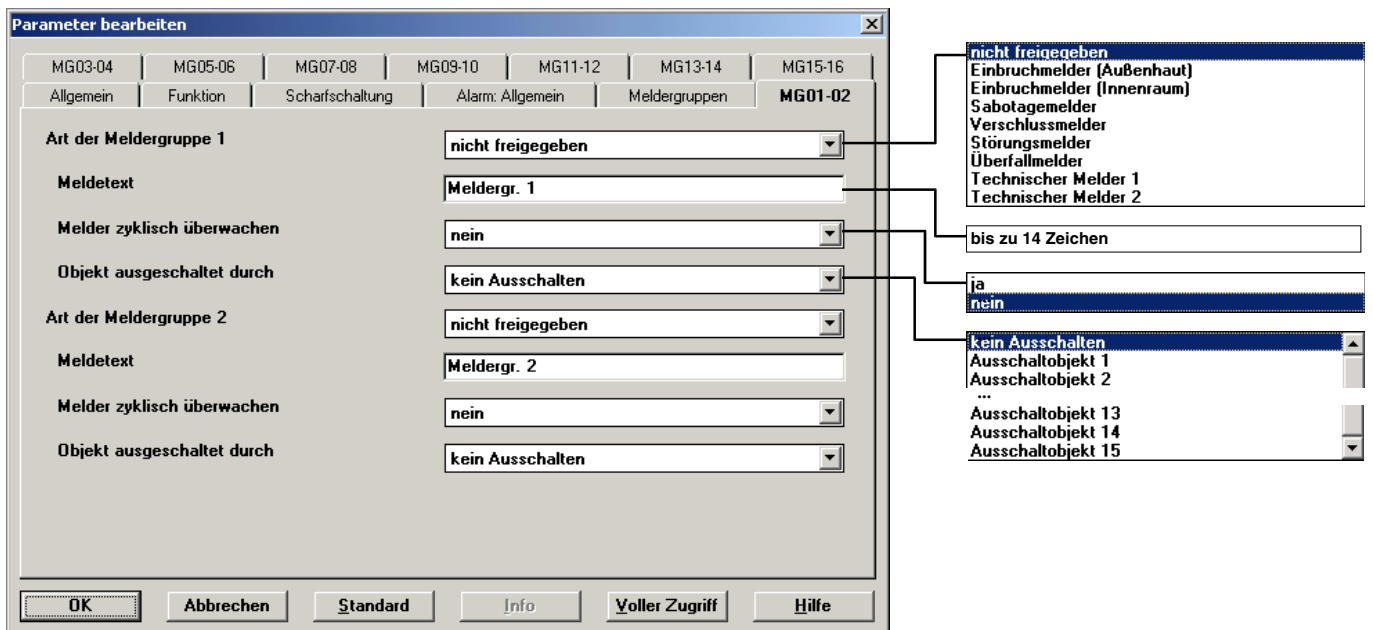 Parameter bearbeiten
MG03-04 MG05-06 MG07-08 MG09-10 MG11-12 MG13-14 MG15-16
Allgemein Funktion Scharfschaltung Alarm: Allgemein Meldergruppen MG01-02
Art der Meldergruppe 1 nicht freigegeben
Meldetext Meldergr. 1
Melder zyklisch überwachen nein
Objekt ausgeschaltet durch kein Ausschalten
Art der Meldergruppe 2 nicht freigegeben
Meldetext Meldergr. 2
Melder zyklisch überwachen nein
Objekt ausgeschaltet durch kein Ausschalten
OK Abbrechen Standard Info Voller Zugriff Hilfe
nicht freigegeben
Einbruchmelder (Außenhaut)
Einbruchmelder (Innenraum)
Sabotagemelder
Verschlussmelder
Störungsmelder
Überfallmelder
Technischer Melder 1
Technischer Melder 2
bis zu 14 Zeichen
ja
nein
kein Ausschalten
Ausschaltobjekt 1
Ausschaltobjekt 2
...
Ausschaltobjekt 13
Ausschaltobjekt 14
Ausschaltobjekt 15